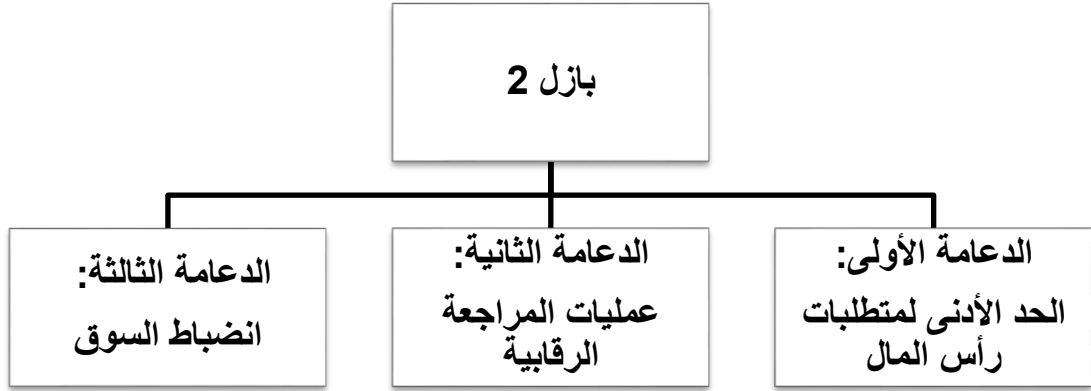 بازل 2
الدعامة الأولى:
الحد الأدنى لمتطلبات
رأس المال
الدعامة الثانية:
عمليات المراجعة
الرقابية
الدعامة الثالثة:
انضباط السوق